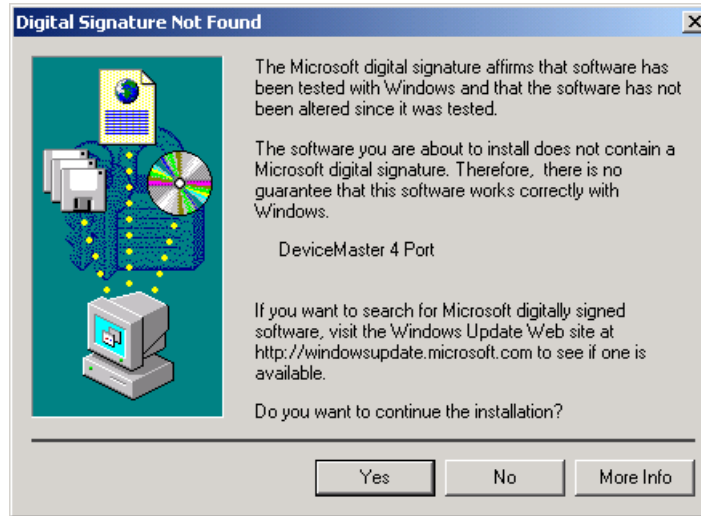 Digital Signature Not Found
The Microsoft digital signature affirms that software has
been tested with Windows and that the software has not
been altered since it was tested.
The software you are about to install does not contain a
Microsoft digital signature. Therefore, there is no
guarantee that this software works correctly with
Windows.
DeviceMaster 4 Port
If you want to search for Microsoft digitally signed
software, visit the Windows Update Web site at
http://windowsupdate.microsoft.com to see if one is
available.
Do you want to continue the installation?
Yes
No
More Info